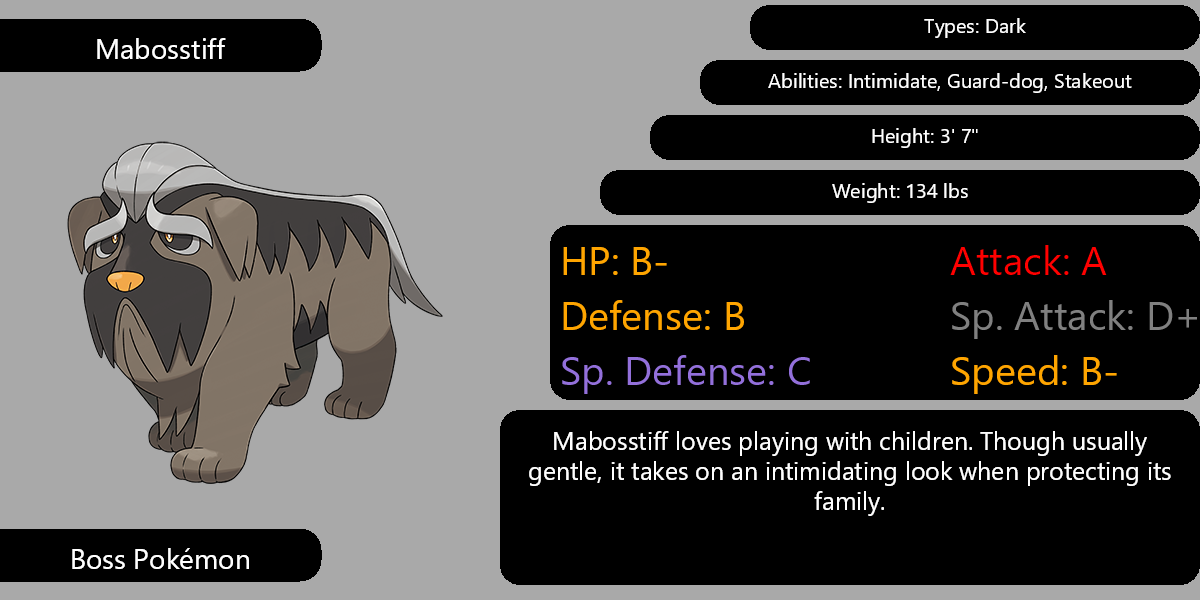 Mabosstiff
Types: Dark
Abilities: Intimidate, Guard-dog, Stakeout
Height: 3' 7"
Weight: 134 lbs
HP: B-
Attack: A
Defense: B
Sp. Attack: D+
Sp. Defense: C
Speed: B-
Mabosstiff loves playing with children. Though usually
gentle, it takes on an intimidating look when protecting its
family.
Boss Pokémon